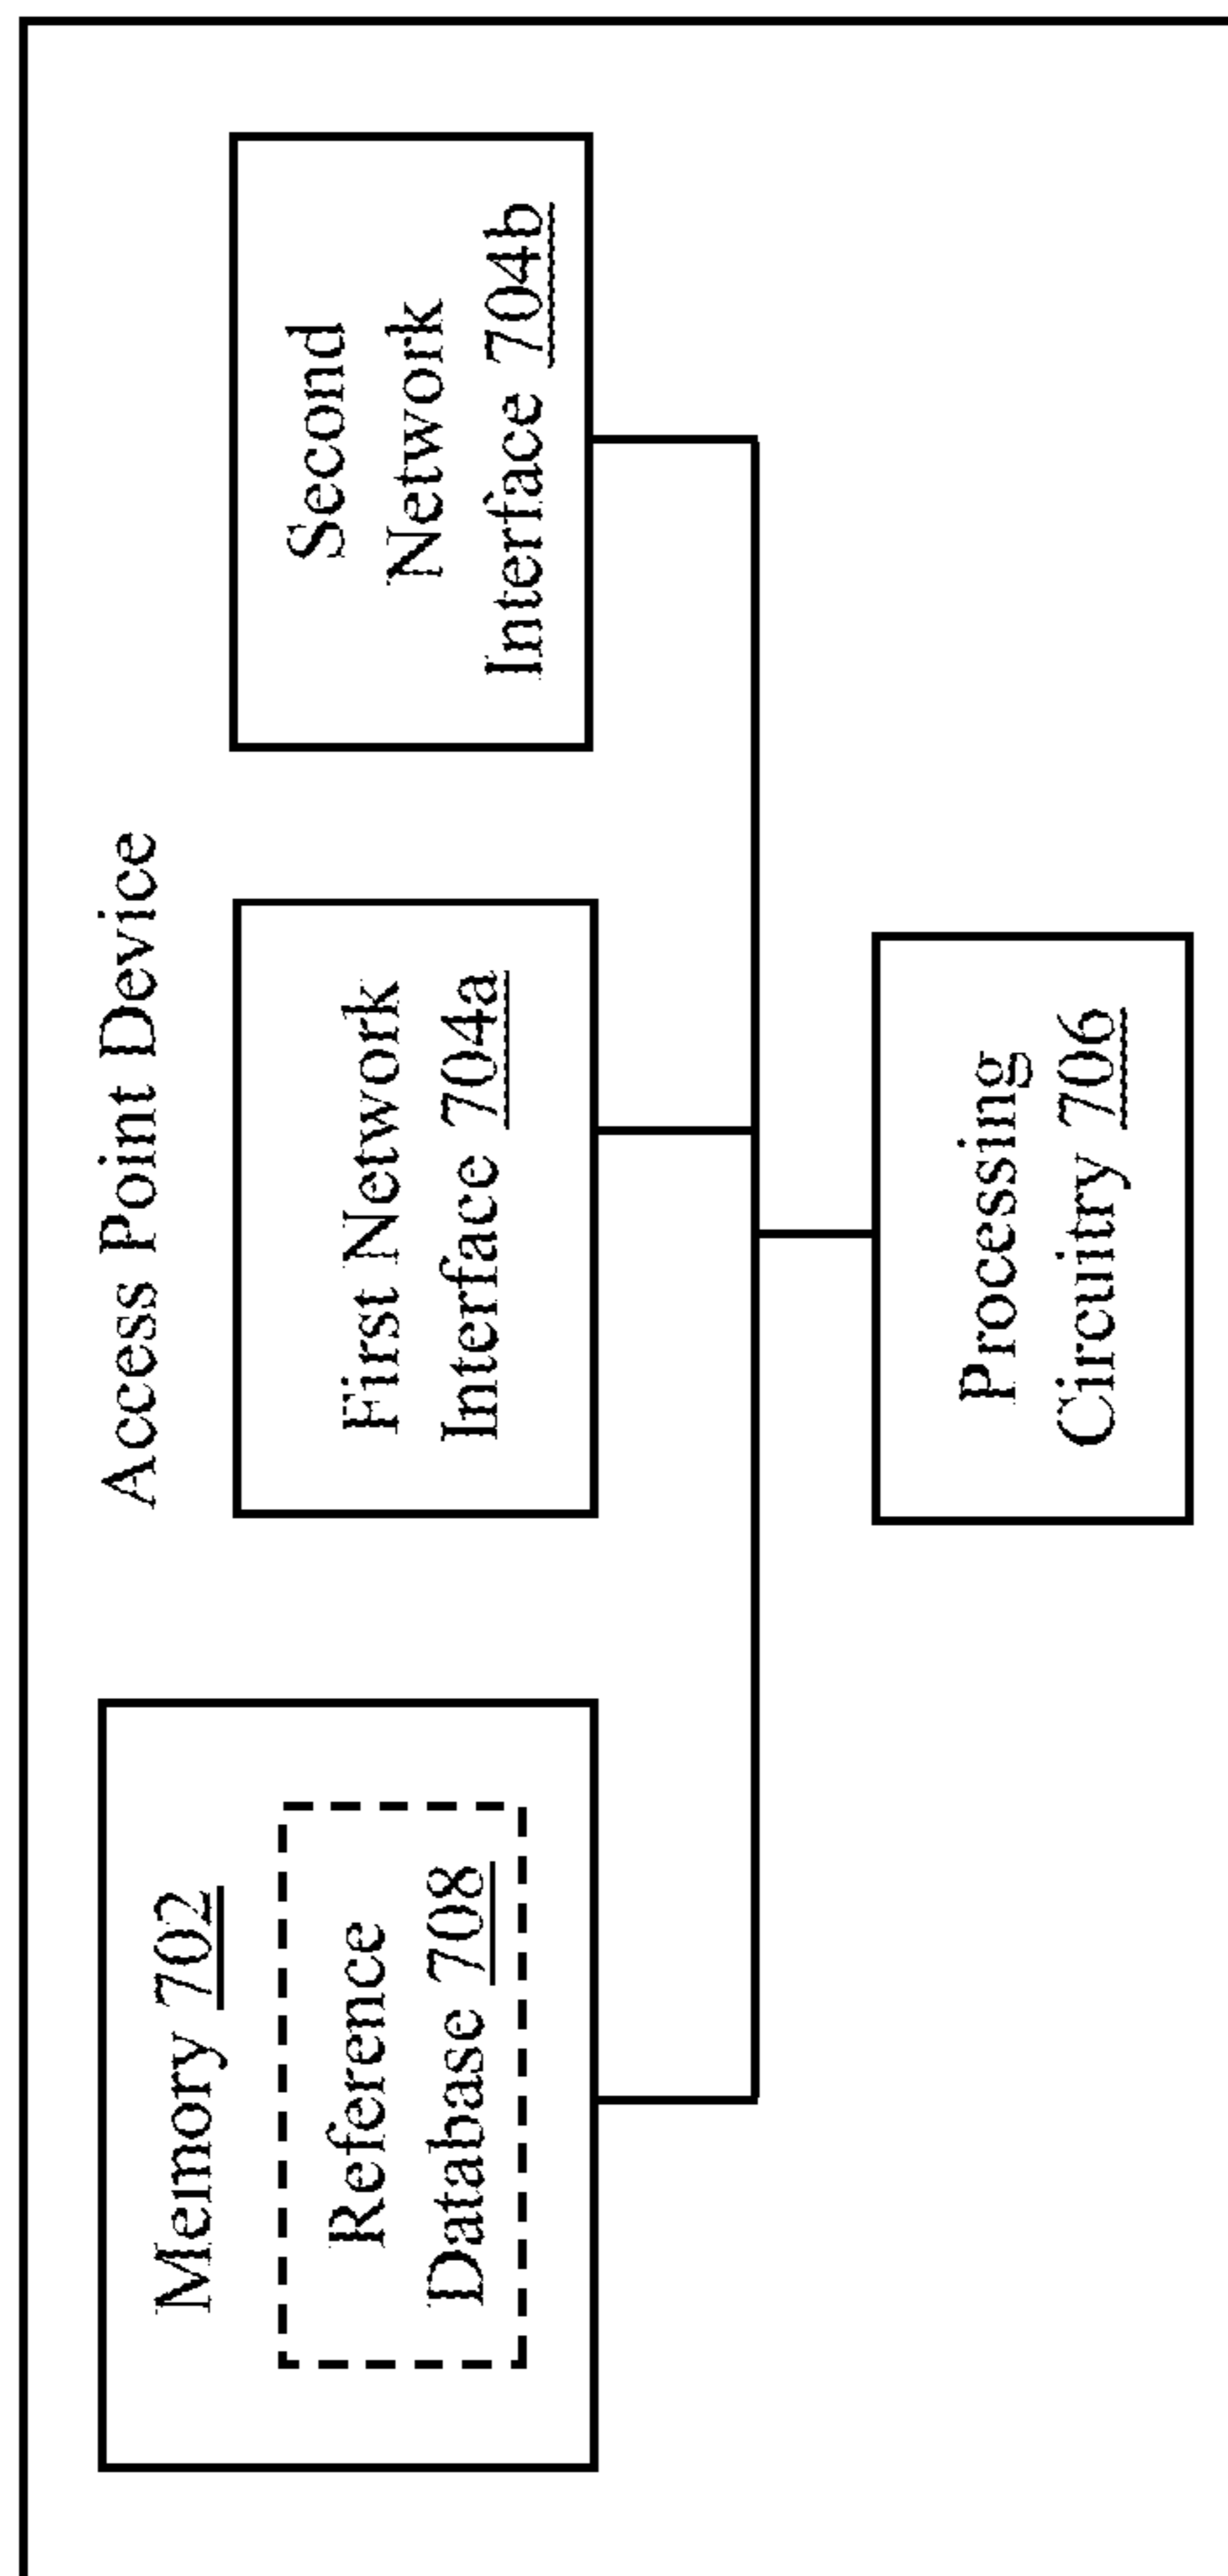 Access Point Device
Memory 702
Reference
Database 708
First Network
Interface 704a
Second
Network
Interface 704b
Processing
Circuitry 706